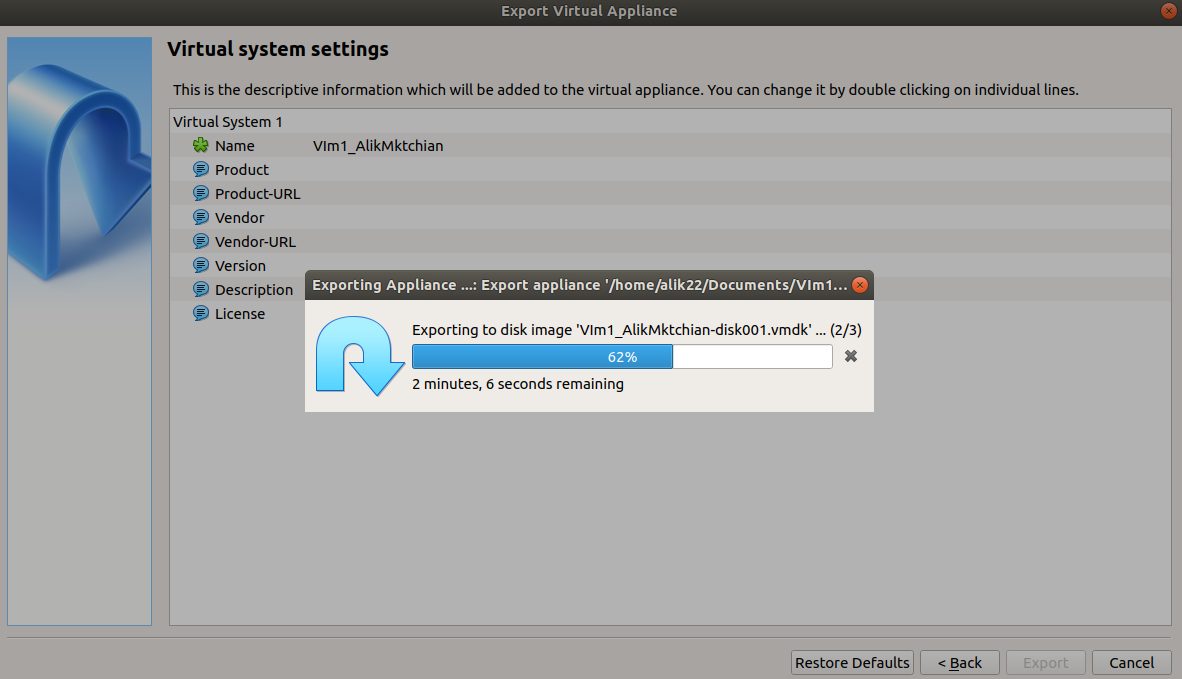 Export Virtual Appliance
Virtual system settings
This is the descriptive information which will be added to the virtual appliance. You can change it by double clicking on individual lines.
Virtual System 1
Name VIm1_AlikMktchian
Product
Product-URL
Vendor
Vendor-URL
Version
Description
License
Exporting Appliance ...: Export appliance '/home/alik22/Documents/VIm1...
Exporting to disk image 'VIm1_AlikMktchian-disk001.vmdk' ... (2/3)
62%
2 minutes, 6 seconds remaining
Restore Defaults < Back Export Cancel